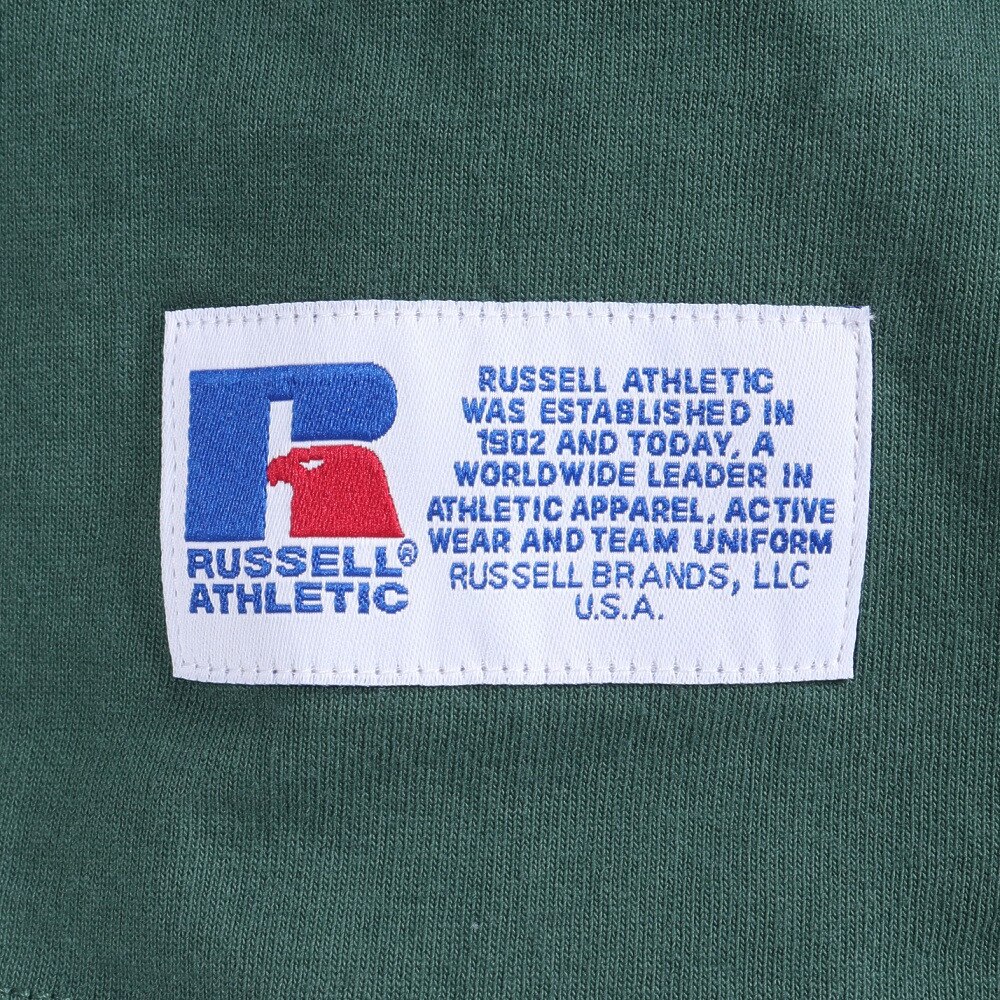 R
RUSSELL®
ATHLETIC
RUSSELL ATHLETIC
WAS ESTABLISHED IN
1902 AND TODAY, A
WORLDWIDE LEADER IN
ATHLETIC APPAREL, ACTIVE
WEAR AND TEAM UNIFORM
RUSSELL BRANDS, LLC
U.S.A.